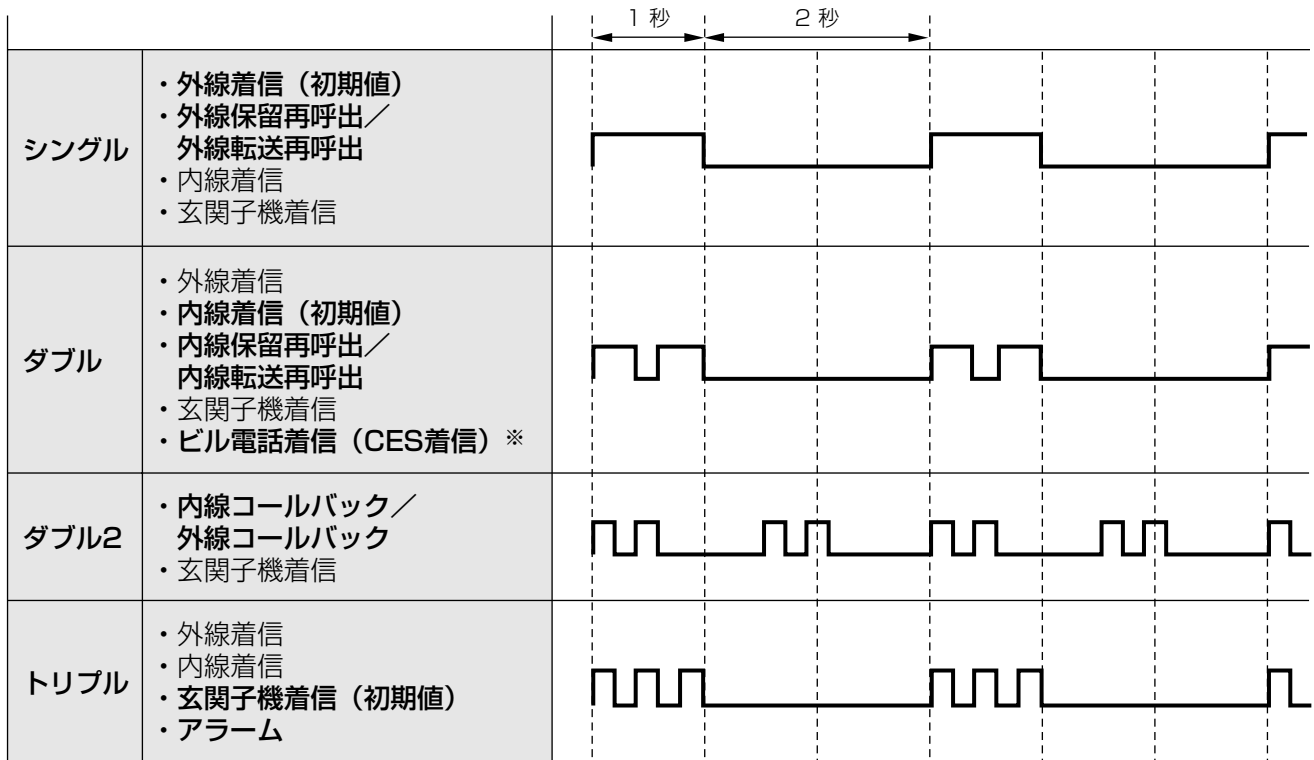 1 秒
2 秒
シングル
・外線着信（初期値）
・外線保留再呼出／
外線転送再呼出
・内線着信
・玄関子機着信
ダブル
・外線着信
・内線着信（初期値）
・内線保留再呼出／
内線転送再呼出
・玄関子機着信
・ビル電話着信（CES着信）※
ダブル2
・内線コールバック／
外線コールバック
・玄関子機着信
トリプル
・外線着信
・内線着信
・玄関子機着信（初期値）
・アラーム